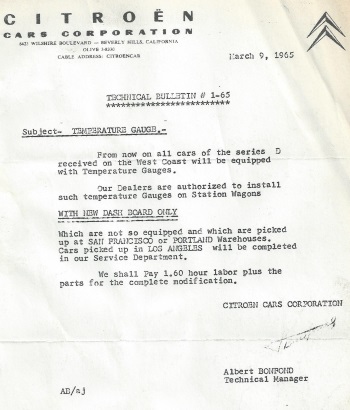 CITROËN
CARS CORPORATION
8423 WILSHIRE BOULEVARD — BEVERLY HILLS, CALIFORNIA
OLIVE 3-8230
CABLE ADDRESS: CITROENCAR
March 9, 1965
TECHNICAL BULLETIN # 1-65
**************************
Subject- TEMPERATURE GAUGE.-
From now on all cars of the series D
received on the West Coast will be equipped
with Temperature Gauges.
Our Dealers are authorized to install
such temperature Gauges on Station Wagons
WITH NEW DASH BOARD ONLY
Which are not so equipped and which are picked
up at SAN FRANCISCO or PORTLAND Warehouses.
Cars picked up in LOS ANGELES will be completed
in our Service Department.
We shall Pay 1.60 hour labor plus the
parts for the complete modification.
CITROEN CARS CORPORATION
Albert BONFOND
Technical Manager
AB/aj